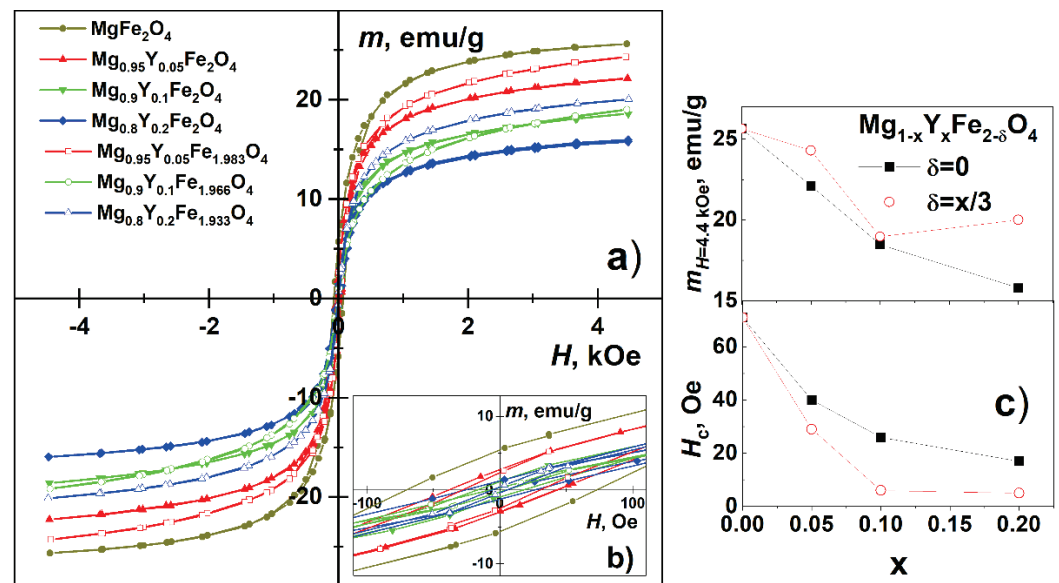 MgFe₂O₄
Mg₀.₉₅Y₀.₀₅Fe₂O₄
Mg₀.₉Y₀.₁Fe₂O₄
Mg₀.₈Y₀.₂Fe₂O₄
Mg₀.₉₅Y₀.₀₅Fe₁.₉₈₃O₄
Mg₀.₉Y₀.₁Fe₁.₉₆₆O₄
Mg₀.₈Y₀.₂Fe₁.₉₃₃O₄
m, emu/g
20
10
0
-10
-20
-4
-2
0
2
4
H, kOe
a)
m, emu/g
10
0
-10
-100
0
100
H, Oe
b)
m_H=4.4 kOe, emu/g
25
20
15
Mg₁₋ₓYₓFe₂₋δO₄
δ=0
δ=x/3
H_c, Oe
60
40
20
0
c)
0.00
0.05
0.10
0.15
0.20
x